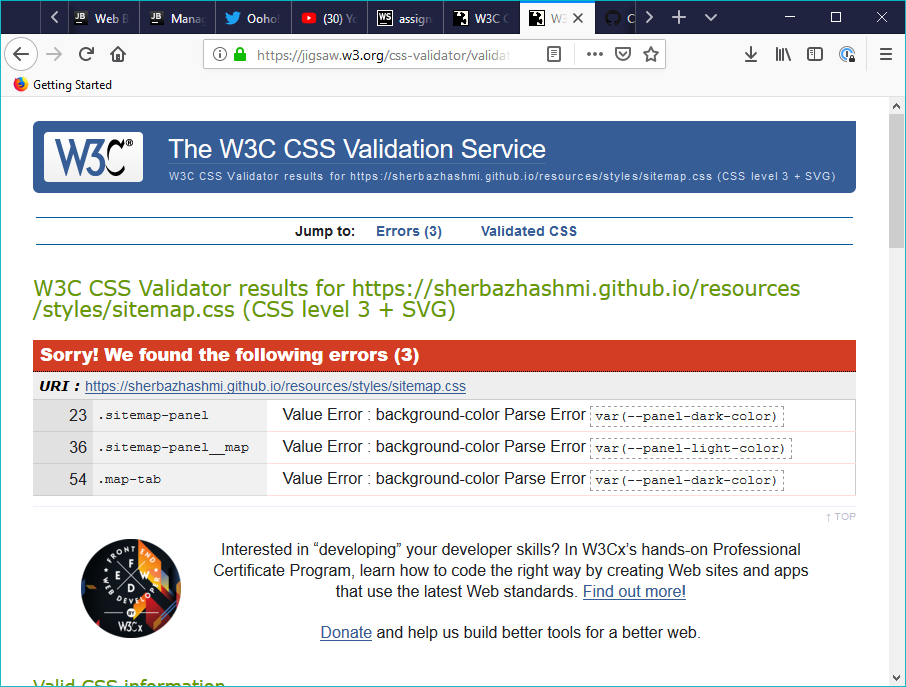 JB Web B
JB Mana
Ooho
(30) Y
WS assign
W3C C
W3
C
https://jigsaw.w3.org/css-validator/valida
Getting Started
W3C®
The W3C CSS Validation Service
W3C CSS Validator results for https://sherbazhashmi.github.io/resources/styles/sitemap.css (CSS level 3 + SVG)
Jump to: Errors (3) Validated CSS
W3C CSS Validator results for https://sherbazhashmi.github.io/resources
/styles/sitemap.css (CSS level 3 + SVG)
Sorry! We found the following errors (3)
URI : https://sherbazhashmi.github.io/resources/styles/sitemap.css
23 .sitemap-panel Value Error : background-color Parse Error var(--panel-dark-color)
36 .sitemap-panel__map Value Error : background-color Parse Error var(--panel-light-color)
54 .map-tab Value Error : background-color Parse Error var(--panel-dark-color)
↑ TOP
FRONT END
F
E W
D
WEB DEVELOPER
BY
W3Cx
Interested in “developing” your developer skills? In W3Cx’s hands-on Professional
Certificate Program, learn how to code the right way by creating Web sites and apps
that use the latest Web standards. Find out more!
Donate and help us build better tools for a better web.
Valid CSS information